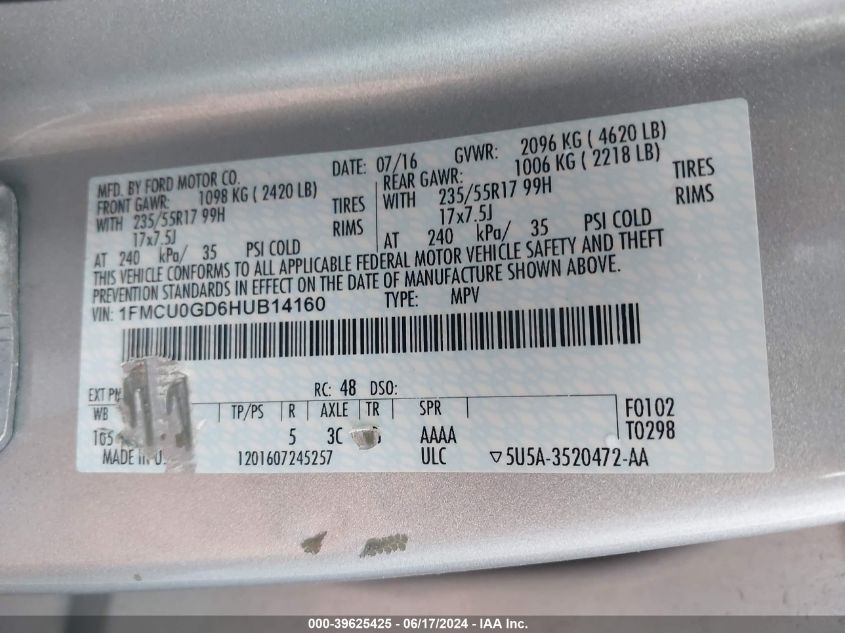 MFD. BY FORD MOTOR CO. DATE: 07/16 GVWR: 2096 KG ( 4620 LB)
FRONT GAWR: 1098 KG ( 2420 LB) REAR GAWR: 1006 KG ( 2218 LB)
WITH 235/55R17 99H TIRES WITH 235/55R17 99H TIRES
17x7.5J RIMS 17x7.5J RIMS
AT 240 kPa/ 35 PSI COLD AT 240 kPa/ 35 PSI COLD
THIS VEHICLE CONFORMS TO ALL APPLICABLE FEDERAL MOTOR VEHICLE SAFETY AND THEFT
PREVENTION STANDARDS IN EFFECT ON THE DATE OF MANUFACTURE SHOWN ABOVE.
VIN: 1FMCU0GD6HUB14160 TYPE: MPV
EXT RC: 48 DSO:
WB TP/PS R AXLE TR SPR F0102
5 3C AAAA T0298
MADE 1201607245257 ULC ▽5U5A-3520472-AA
000-39625425 - 06/17/2024 - IAA Inc.